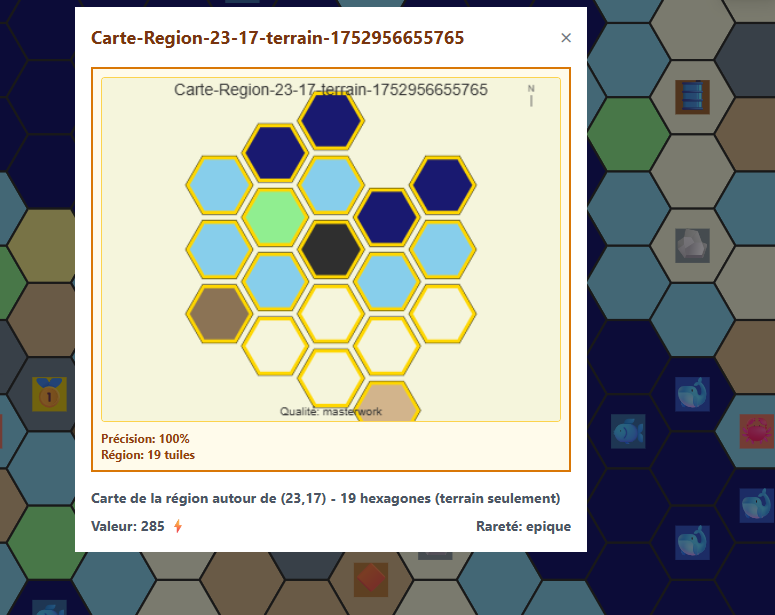 Carte-Region-23-17-terrain-1752956655765
×
Carte-Region-23-17-terrain-1752956655765
N
Qualité: masterwork
Précision: 100%
Région: 19 tuiles
Carte de la région autour de (23,17) - 19 hexagones (terrain seulement)
Valeur: 285
Rareté: epique
1